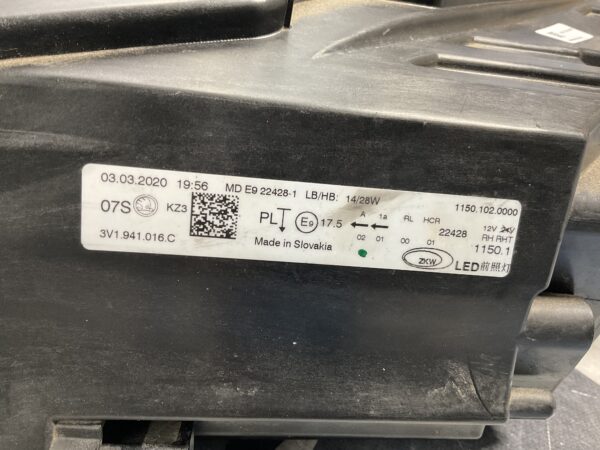 03.03.2020 19:56 MD E9 22428-1 LB/HB: 14/28W 1150.102.0000
07S KZ3 PL E9 17.5 A 1a RL HCR 22428 12V
02 01 00 01 RH RHT
3V1.941.016.C Made in Slovakia ZKW 1150.1
LED前照灯